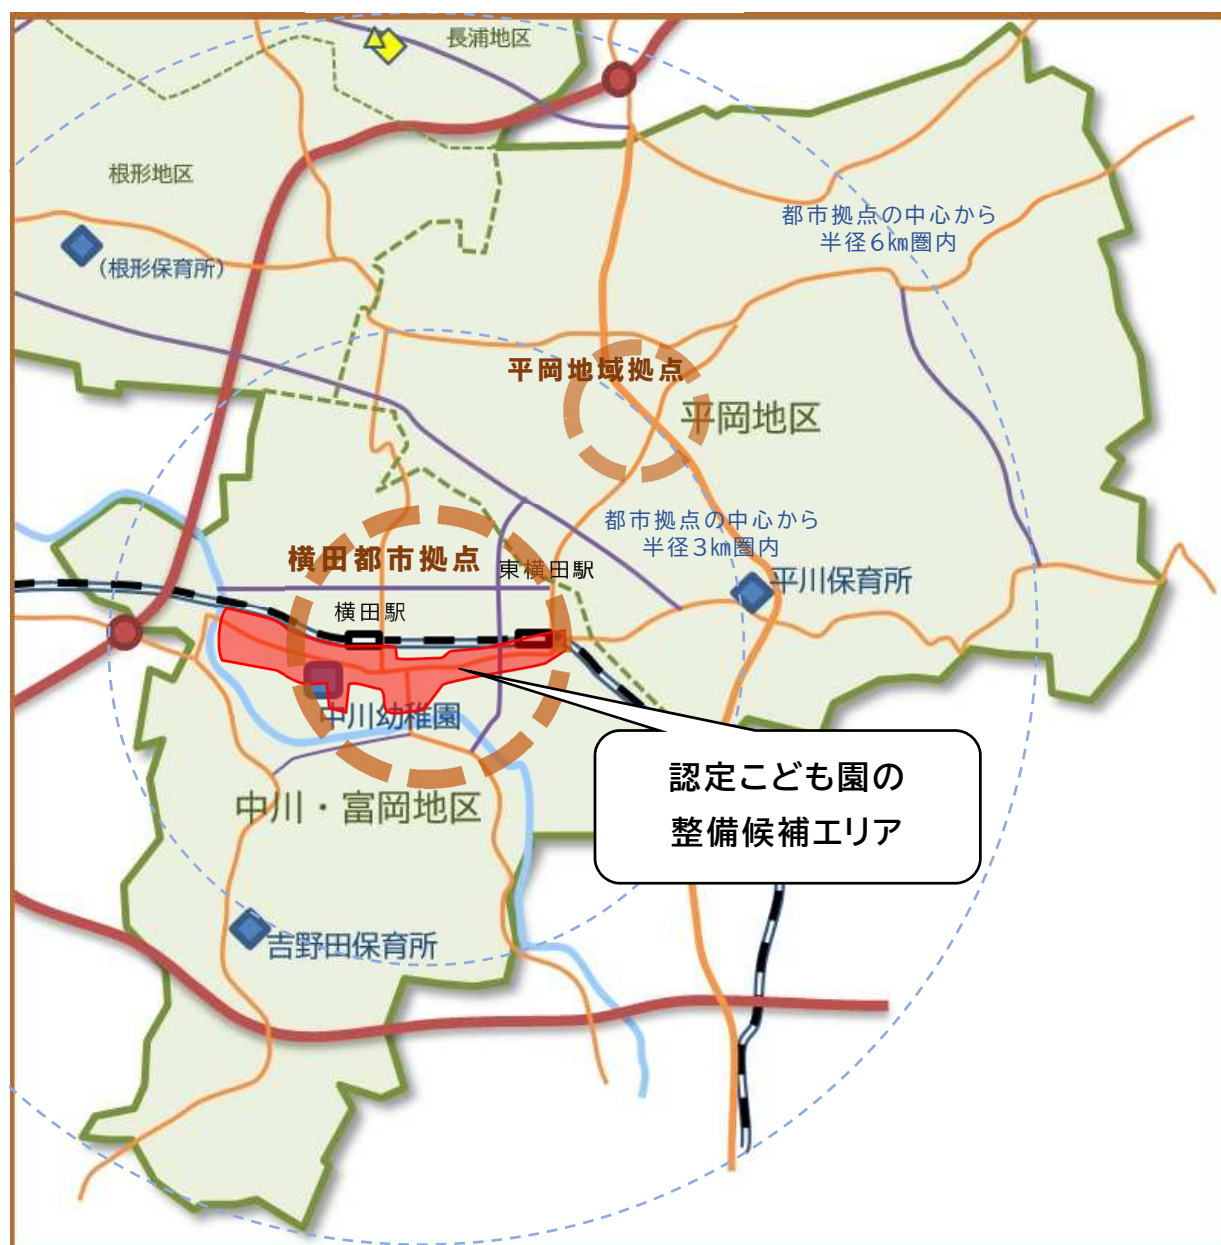 長浦地区
根形地区
都市拠点の中心から
半径6㎞圏内
(根形保育所)
平岡地域拠点
平岡地区
都市拠点の中心から
半径3㎞圏内
横田都市拠点
東横田駅
平川保育所
横田駅
中川幼稚園
認定こども園の
整備候補エリア
中川・富岡地区
吉野田保育所